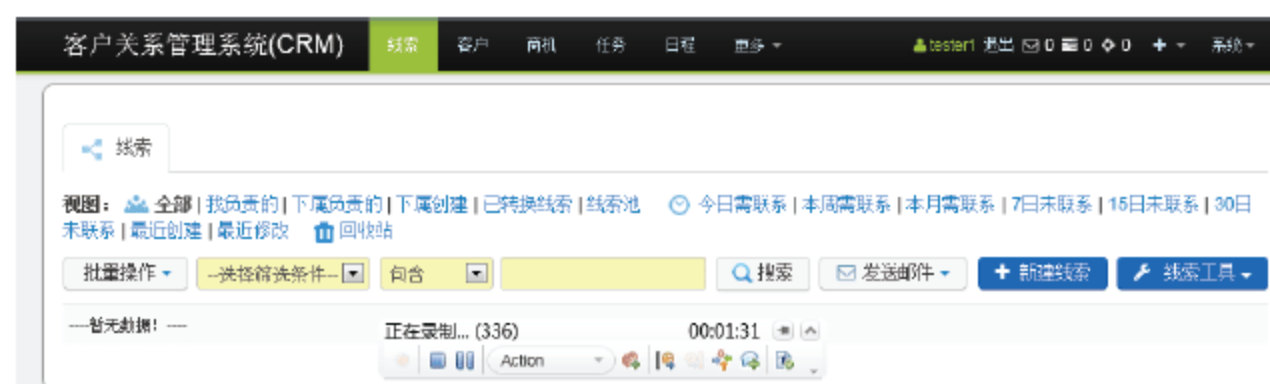 客户关系管理系统(CRM) 线索 客户 商机 任务 日程 更多 tester1 退出 0 0 0 系统
线索
视图： 全部 | 我负责的 | 下属负责的 | 下属创建 | 已转换线索 | 线索池 今日需联系 | 本周需联系 | 本月需联系 | 7日未联系 | 15日未联系 | 30日
未联系 | 最近创建 | 最近修改 回收站
批量操作 --选择筛选条件-- 包含 搜索 发送邮件 新建线索 线索工具
----暂无数据! ----
正在录制... (336) 00:01:31
Action